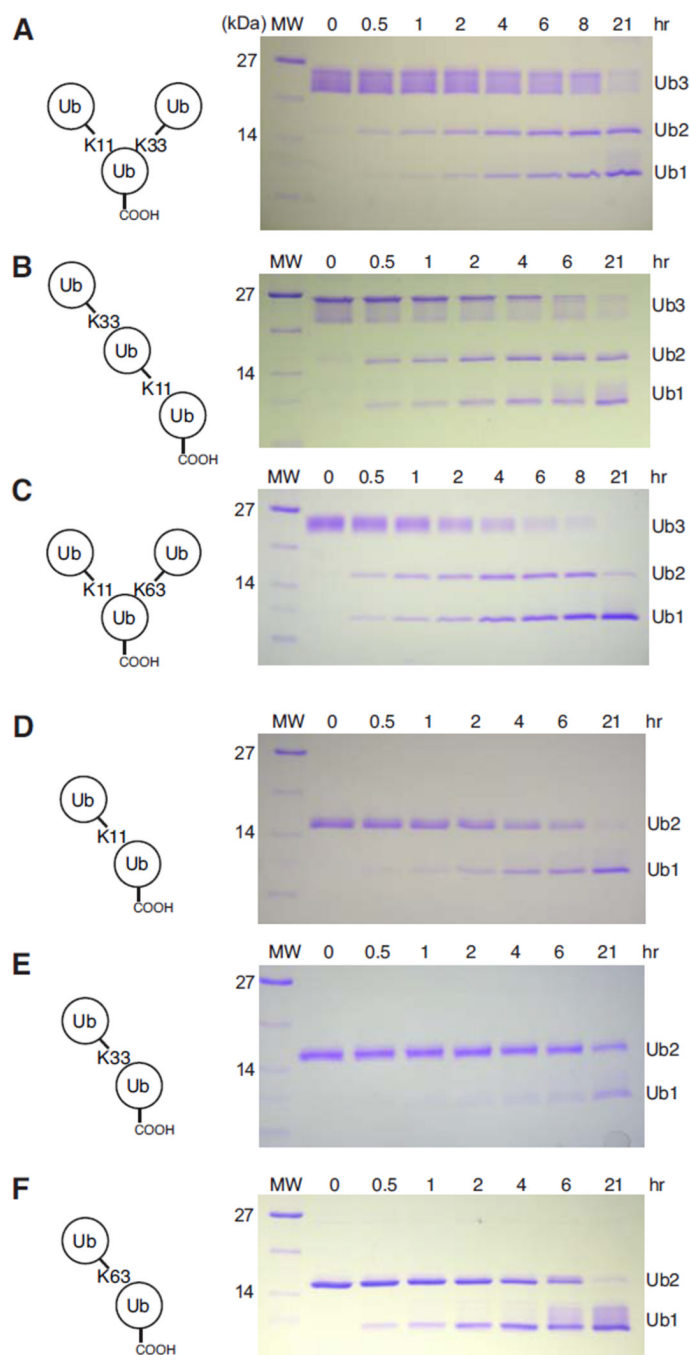 A
(kDa) MW 0 0.5 1 2 4 6 8 21 hr
27
14
Ub3
Ub2
Ub1
Ub
Ub
K11 K33
Ub
COOH
B
MW 0 0.5 1 2 4 6 21 hr
27
14
Ub3
Ub2
Ub1
Ub
K33
Ub
K11
Ub
COOH
C
MW 0 0.5 1 2 4 6 8 21 hr
27
14
Ub3
Ub2
Ub1
Ub
Ub
K11 K63
Ub
COOH
D
MW 0 0.5 1 2 4 6 21 hr
27
14
Ub2
Ub1
Ub
K11
Ub
COOH
E
MW 0 0.5 1 2 4 6 21 hr
27
14
Ub2
Ub1
Ub
K33
Ub
COOH
F
MW 0 0.5 1 2 4 6 21 hr
27
14
Ub2
Ub1
Ub
K63
Ub
COOH